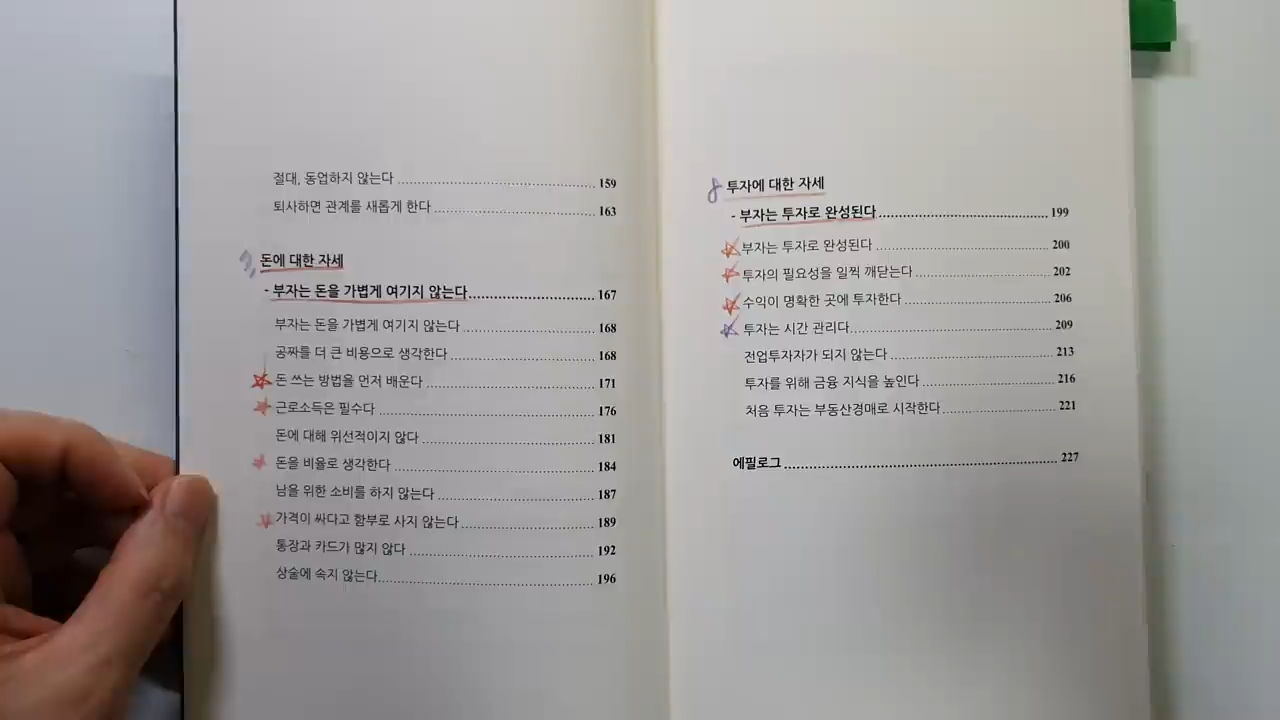 절대, 동업하지 않는다 159
퇴사하면 관계를 새롭게 한다 163
7. 돈에 대한 자세
- 부자는 돈을 가볍게 여기지 않는다 167
부자는 돈을 가볍게 여기지 않는다 168
공짜를 더 큰 비용으로 생각한다 168
돈 쓰는 방법을 먼저 배운다 171
근로소득은 필수다 176
돈에 대해 위선적이지 않다 181
돈을 비율로 생각한다 184
남을 위한 소비를 하지 않는다 187
가격이 싸다고 함부로 사지 않는다 189
통장과 카드가 많지 않다 192
상술에 속지 않는다 196
8 투자에 대한 자세
- 부자는 투자로 완성된다 199
부자는 투자로 완성된다 200
투자의 필요성을 일찍 깨닫는다 202
수익이 명확한 곳에 투자한다 206
투자는 시간 관리다 209
전업투자자가 되지 않는다 213
투자를 위해 금융 지식을 높인다 216
처음 투자는 부동산경매로 시작한다 221
에필로그 227